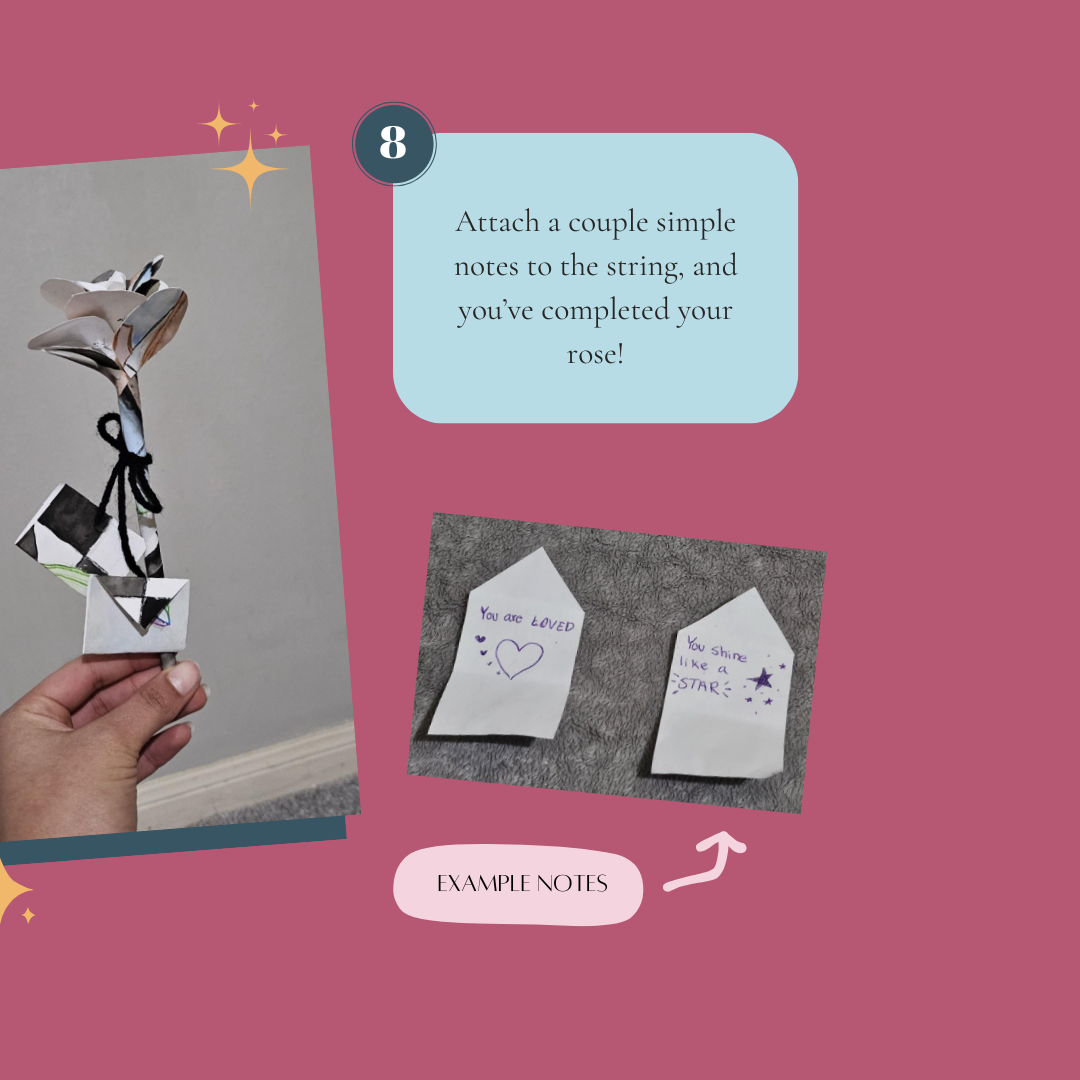 8
Attach a couple simple
notes to the string, and
you’ve completed your
rose!
You are LOVED
You shine
like a
STAR
EXAMPLE NOTES